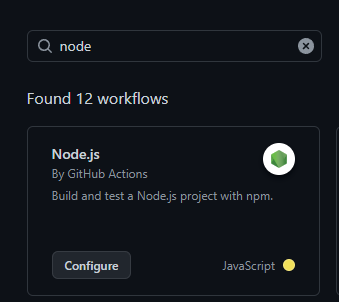 node
Found 12 workflows
Node.js
By GitHub Actions
Build and test a Node.js project with npm.
Configure
JavaScript